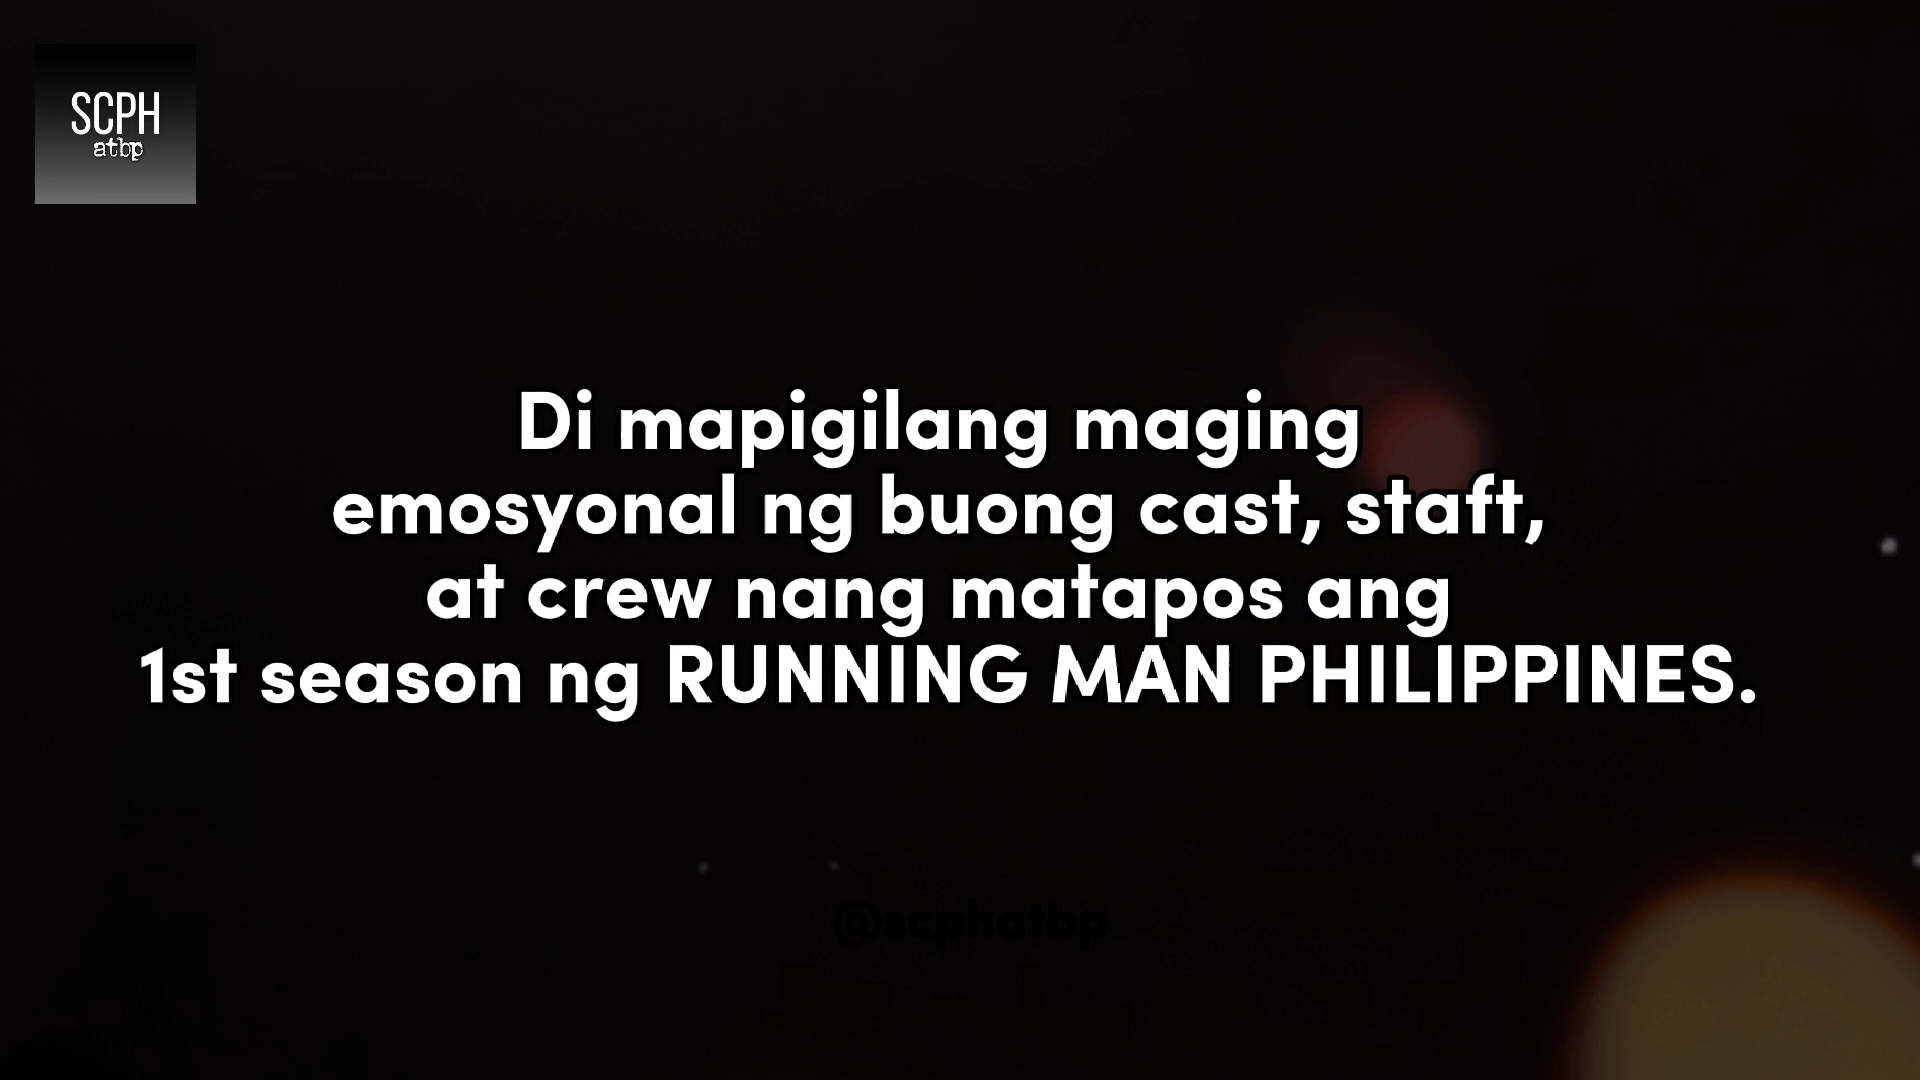 SCPH
atbp
Di mapigilang maging
emosyonal ng buong cast, staft,
at crew nang matapos ang
1st season ng RUNNING MAN PHILIPPINES.
@scphatbp